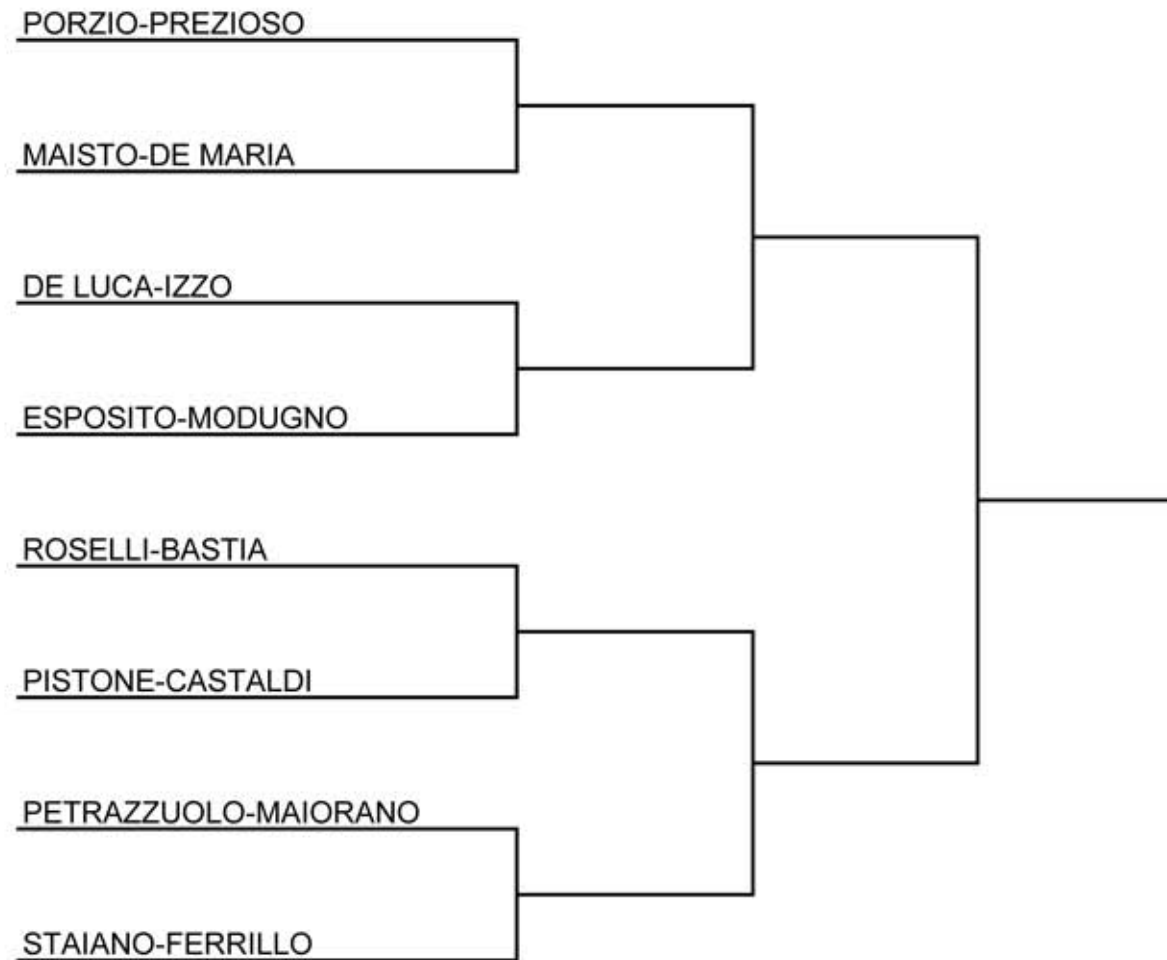 PORZIO-PREZIOSO
MAISTO-DE MARIA
DE LUCA-IZZO
ESPOSITO-MODUGNO
ROSELLI-BASTIA
PISTONE-CASTALDI
PETRAZZUOLO-MAIORANO
STAIANO-FERRILLO